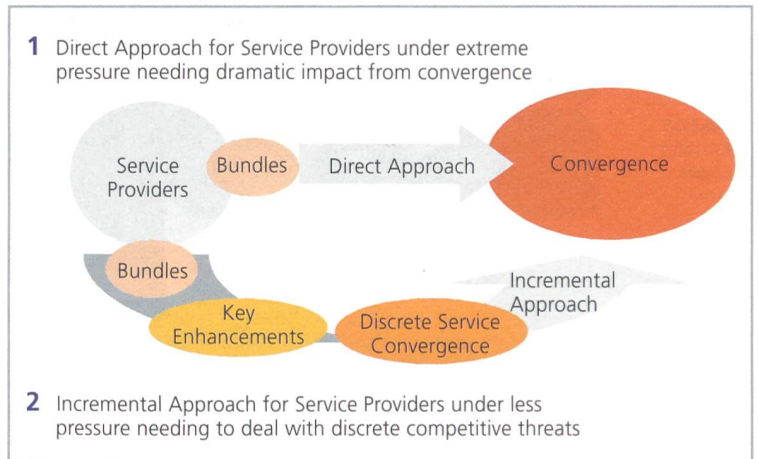 1 Direct Approach for Service Providers under extreme
pressure needing dramatic impact from convergence
Service
Providers
Bundles
Direct Approach
Convergence
Bundles
Key
Enhancements
Discrete Service
Convergence
Incremental
Approach
2 Incremental Approach for Service Providers under less
pressure needing to deal with discrete competitive threats